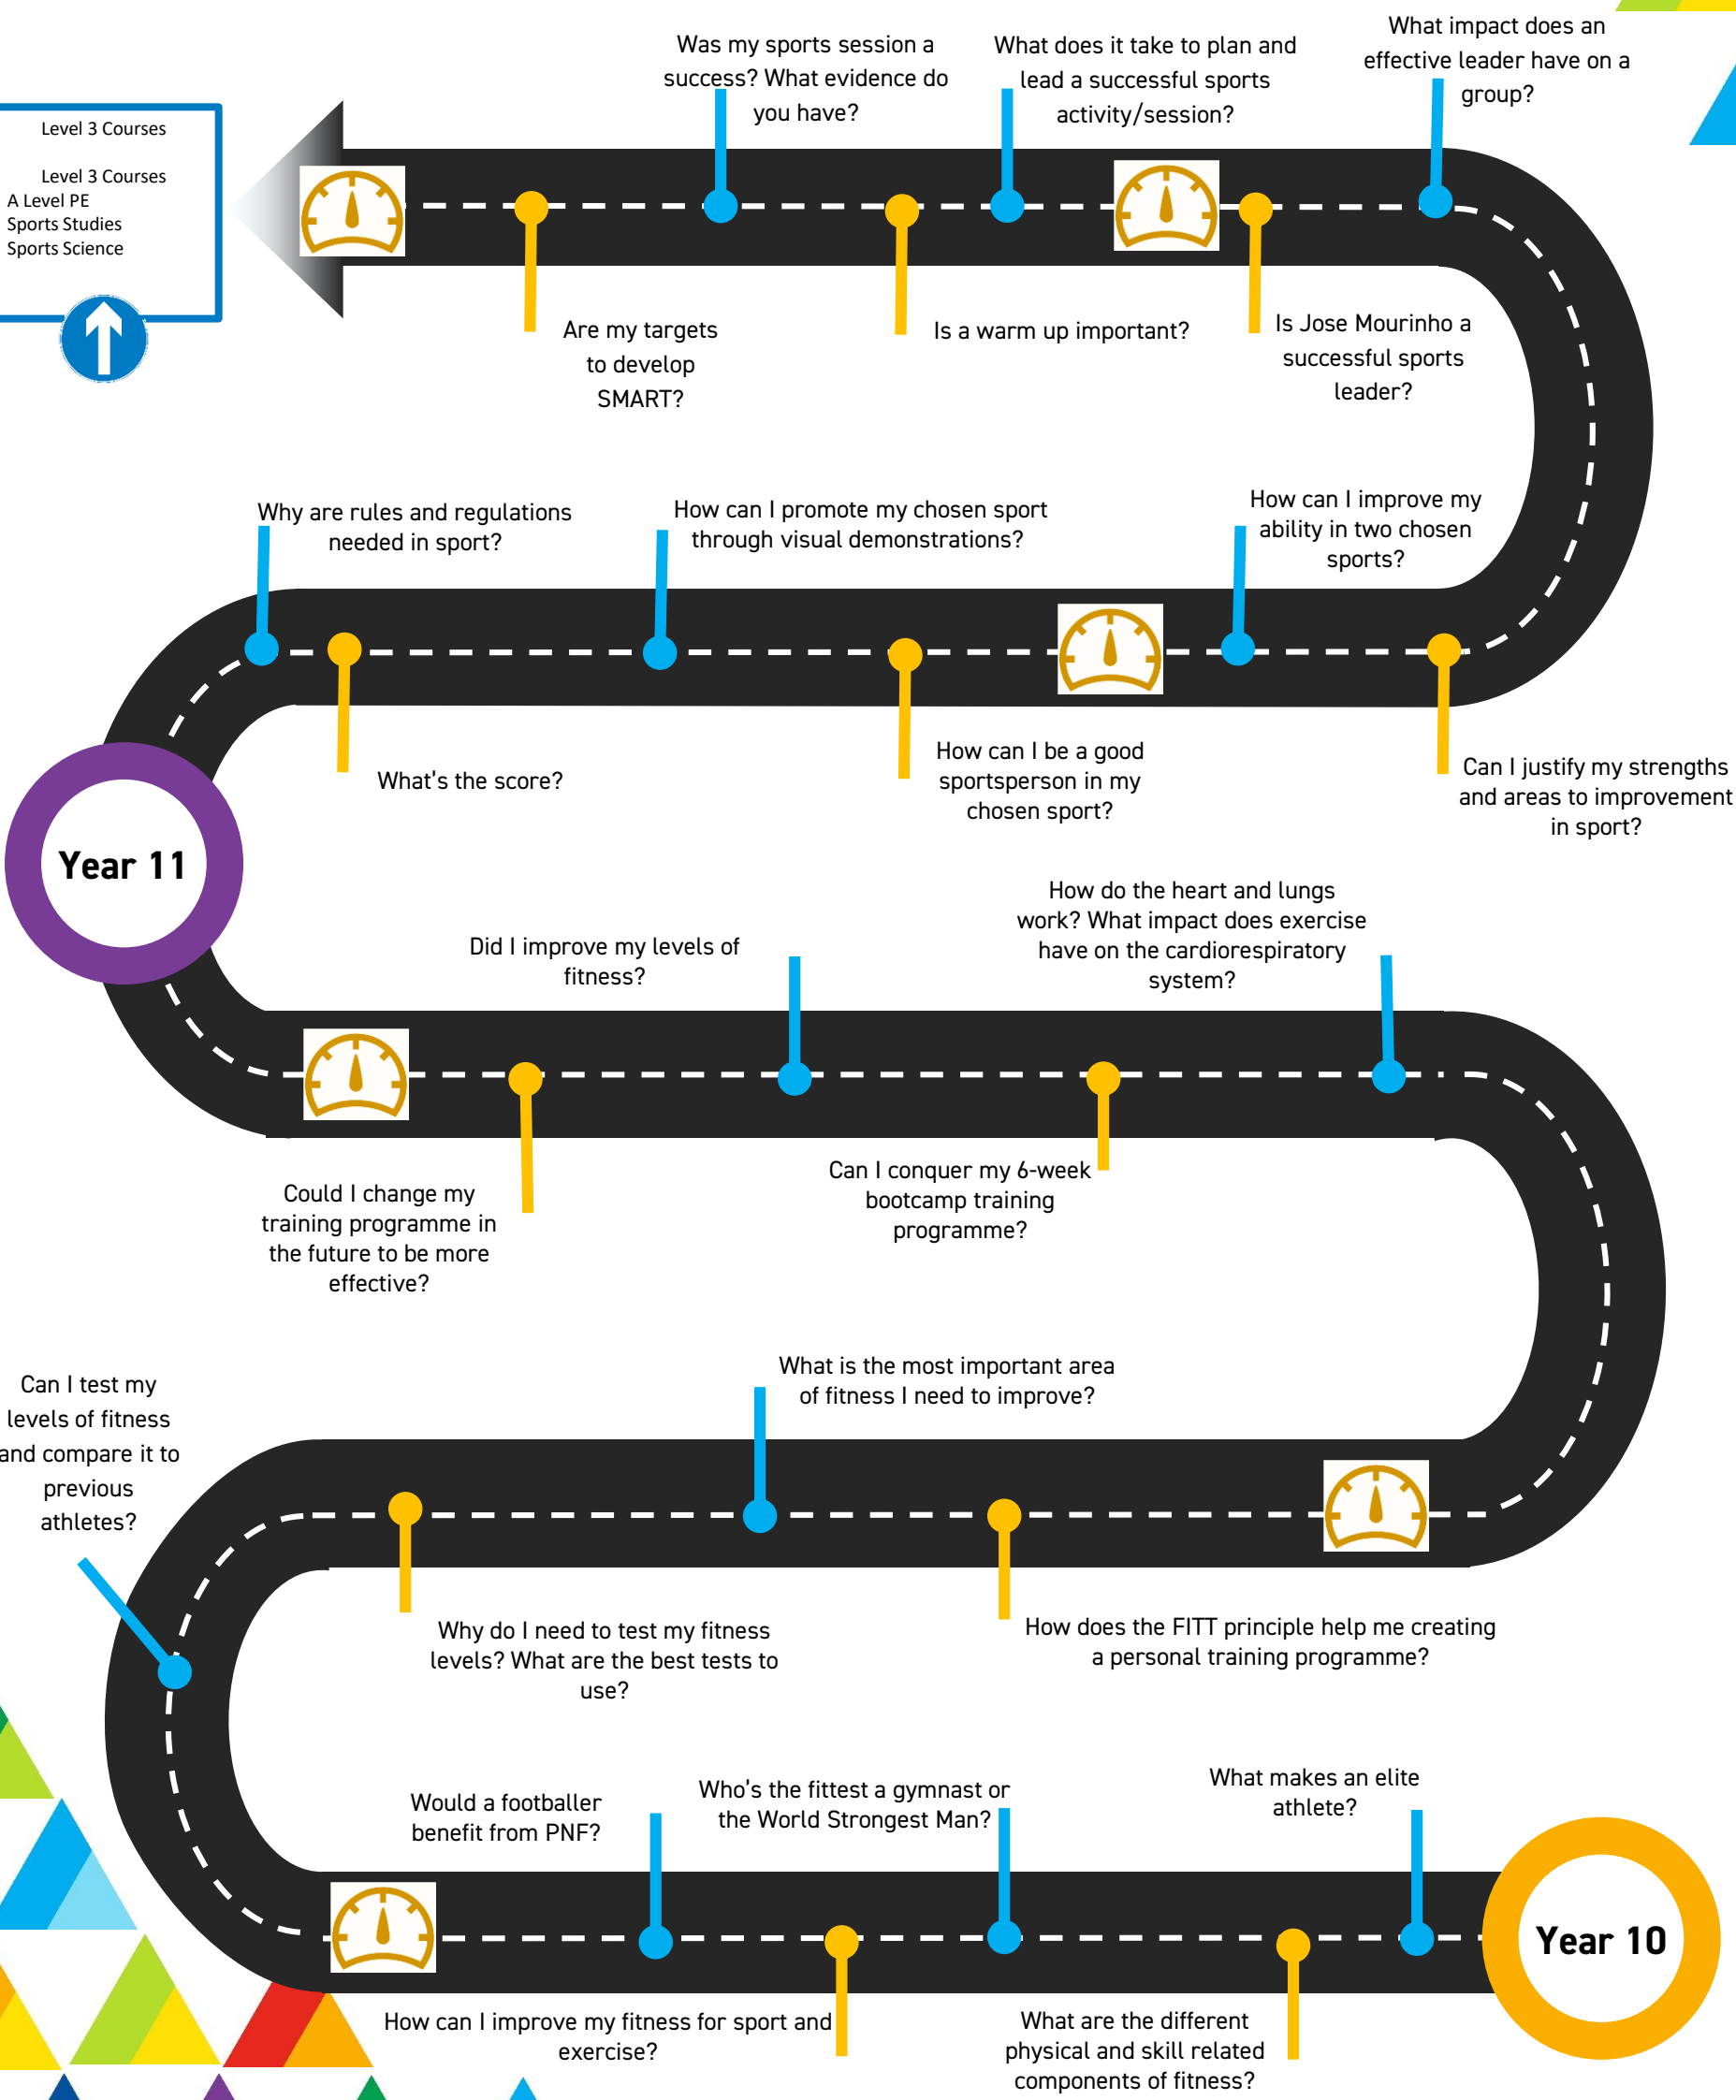 Was my sports session a
success? What evidence do
you have?
What does it take to plan and
lead a successful sports
activity/session?
What impact does an
effective leader have on a
group?
Level 3 Courses
Level 3 Courses
A Level PE
Sports Studies
Sports Science
Are my targets
to develop
SMART?
Is a warm up important?
Is Jose Mourinho a
successful sports
leader?
Why are rules and regulations
needed in sport?
How can I promote my chosen sport
through visual demonstrations?
How can I improve my
ability in two chosen
sports?
What's the score?
How can I be a good
sportsperson in my
chosen sport?
Can I justify my strengths
and areas to improvement
in sport?
Year 11
Did I improve my levels of
fitness?
How do the heart and lungs
work? What impact does exercise
have on the cardiorespiratory
system?
Could I change my
training programme in
the future to be more
effective?
Can I conquer my 6-week
bootcamp training
programme?
Can I test my
levels of fitness
and compare it to
previous
athletes?
What is the most important area
of fitness I need to improve?
Why do I need to test my fitness
levels? What are the best tests to
use?
How does the FITT principle help me creating
a personal training programme?
Would a footballer
benefit from PNF?
Who's the fittest a gymnast or
the World Strongest Man?
What makes an elite
athlete?
Year 10
How can I improve my fitness for sport and
exercise?
What are the different
physical and skill related
components of fitness?